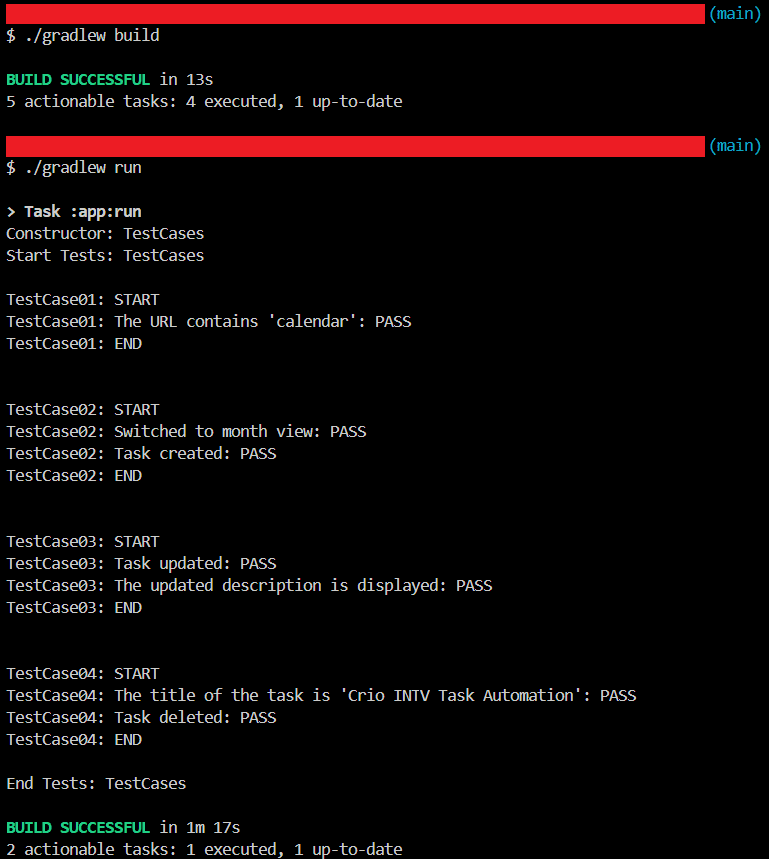 (main)
$ ./gradlew build
BUILD SUCCESSFUL in 13s
5 actionable tasks: 4 executed, 1 up-to-date
(main)
$ ./gradlew run
> Task :app:run
Constructor: TestCases
Start Tests: TestCases
TestCase01: START
TestCase01: The URL contains 'calendar': PASS
TestCase01: END
TestCase02: START
TestCase02: Switched to month view: PASS
TestCase02: Task created: PASS
TestCase02: END
TestCase03: START
TestCase03: Task updated: PASS
TestCase03: The updated description is displayed: PASS
TestCase03: END
TestCase04: START
TestCase04: The title of the task is 'Crio INTV Task Automation': PASS
TestCase04: Task deleted: PASS
TestCase04: END
End Tests: TestCases
BUILD SUCCESSFUL in 1m 17s
2 actionable tasks: 1 executed, 1 up-to-date